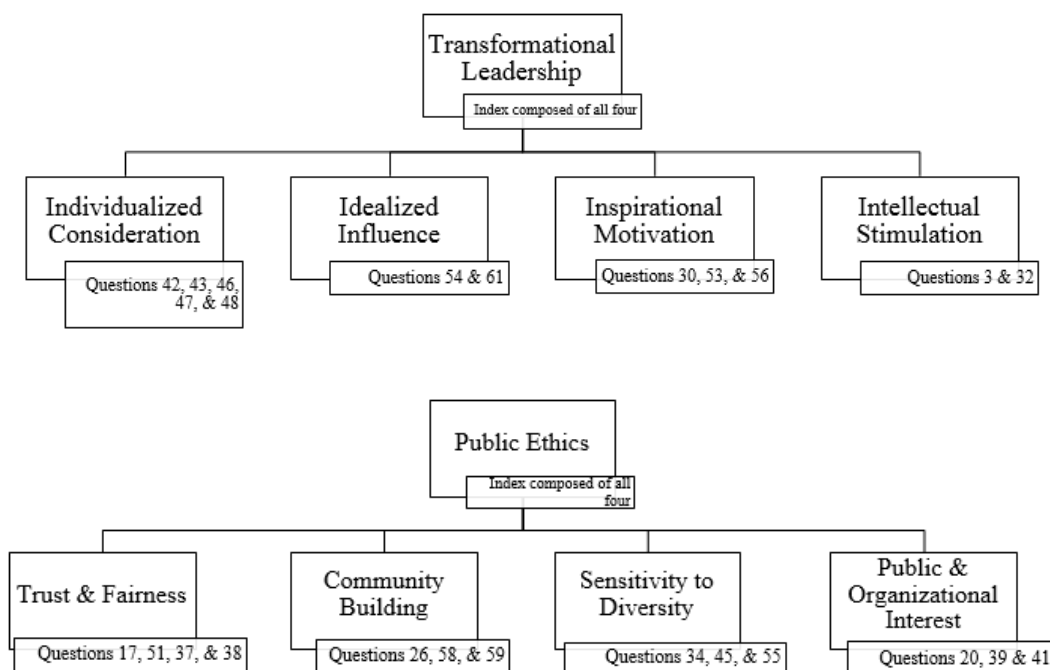 Transformational
Leadership
Index composed of all four
Individualized
Consideration
Questions 42, 43, 46,
47, & 48
Idealized
Influence
Questions 54 & 61
Inspirational
Motivation
Questions 30, 53, & 56
Intellectual
Stimulation
Questions 3 & 32
Public Ethics
Index composed of all
four
Trust & Fairness
Questions 17, 51, 37, & 38
Community
Building
Questions 26, 58, & 59
Sensitivity to
Diversity
Questions 34, 45, & 55
Public &
Organizational
Interest
Questions 20, 39 & 41